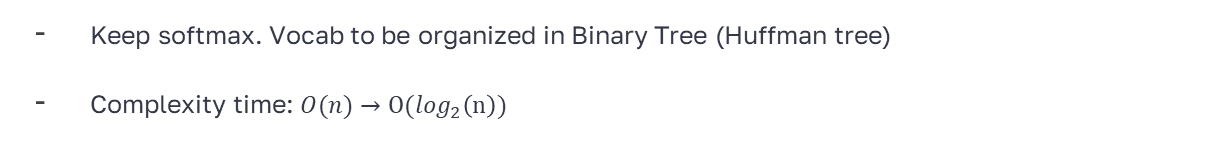 - Keep softmax. Vocab to be organized in Binary Tree (Huffman tree)
- Complexity time: O(n) → O(log₂(n))